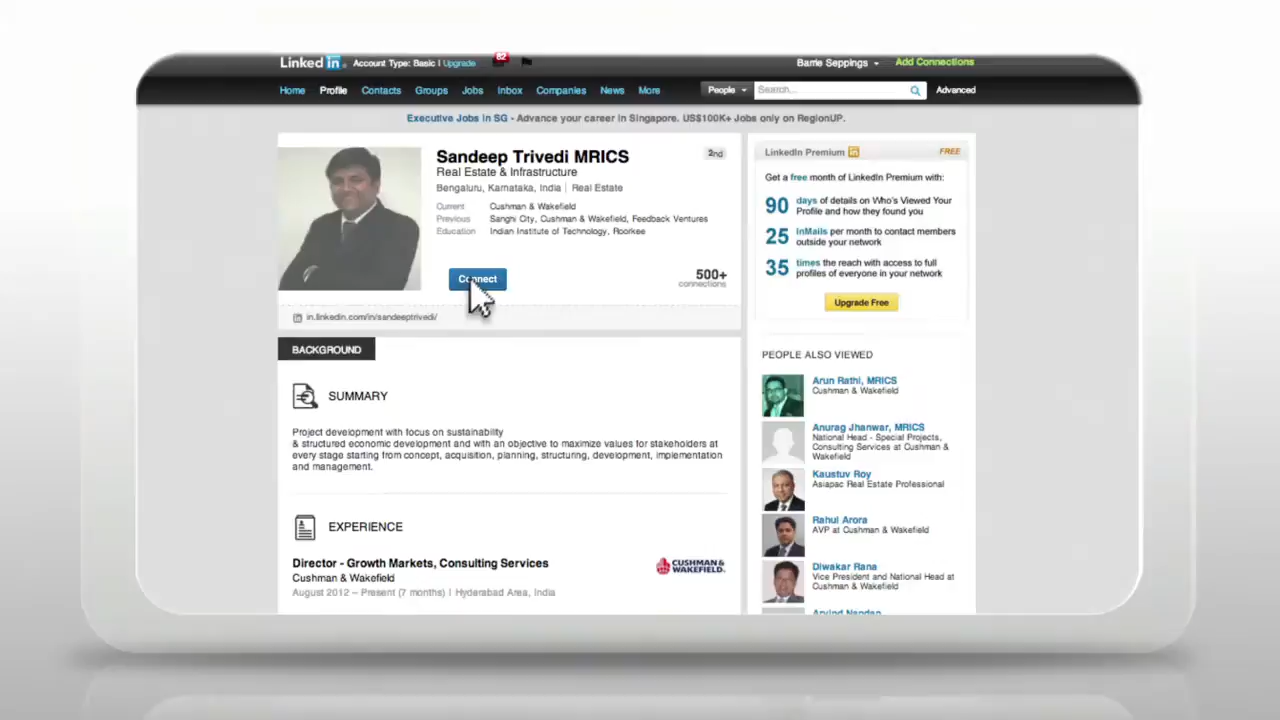 Linked in Account Type: Basic | Upgrade 62 Barrie Seppings Add Connections
Home Profile Contacts Groups Jobs Inbox Companies News More People Search... Advanced
Executive Jobs in SG - Advance your career in Singapore. US$100K+ Jobs only on RegionUP.
Sandeep Trivedi MRICS 2nd
Real Estate & Infrastructure
Bengaluru, Karnataka, India | Real Estate
Current Cushman & Wakefield
Previous Sanghi City, Cushman & Wakefield, Feedback Ventures
Education Indian Institute of Technology, Roorkee
Connect
500+
connections
in.linkedin.com/in/sandeeptrivedi/
BACKGROUND
SUMMARY
Project development with focus on sustainability
& structured economic development and with an objective to maximize values for stakeholders at
every stage starting from concept, acquisition, planning, structuring, development, implementation
and management.
EXPERIENCE
Director - Growth Markets, Consulting Services
Cushman & Wakefield
August 2012 – Present (7 months) | Hyderabad Area, India
CUSHMAN &
WAKEFIELD.
LinkedIn Premium in FREE
Get a free month of LinkedIn Premium with:
90 days of details on Who's Viewed Your
Profile and how they found you
25 InMails per month to contact members
outside your network
35 times the reach with access to full
profiles of everyone in your network
Upgrade Free
PEOPLE ALSO VIEWED
Arun Rathi, MRICS
Cushman & Wakefield
Anurag Jhanwar, MRICS
National Head - Special Projects,
Consulting Services at Cushman &
Wakefield
Kaustuv Roy
Asiapac Real Estate Professional
Rahul Arora
AVP at Cushman & Wakefield
Diwakar Rana
Vice President and National Head at
Cushman & Wakefield
Arvind Nandan